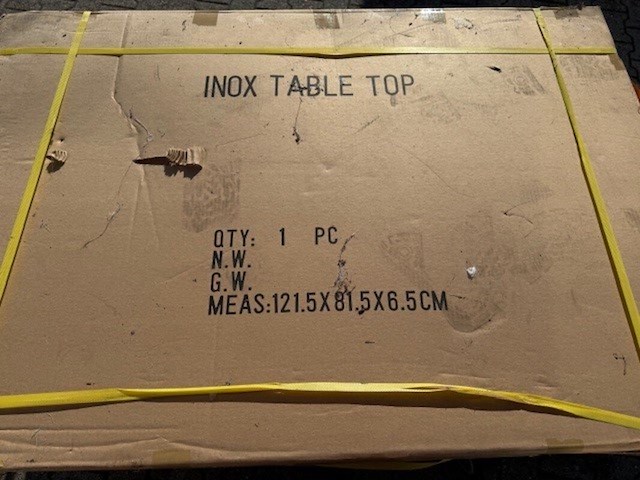 INOX TABLE TOP
QTY: 1 PC
N.W.
G.W.
MEAS:121.5X81.5X6.5CM